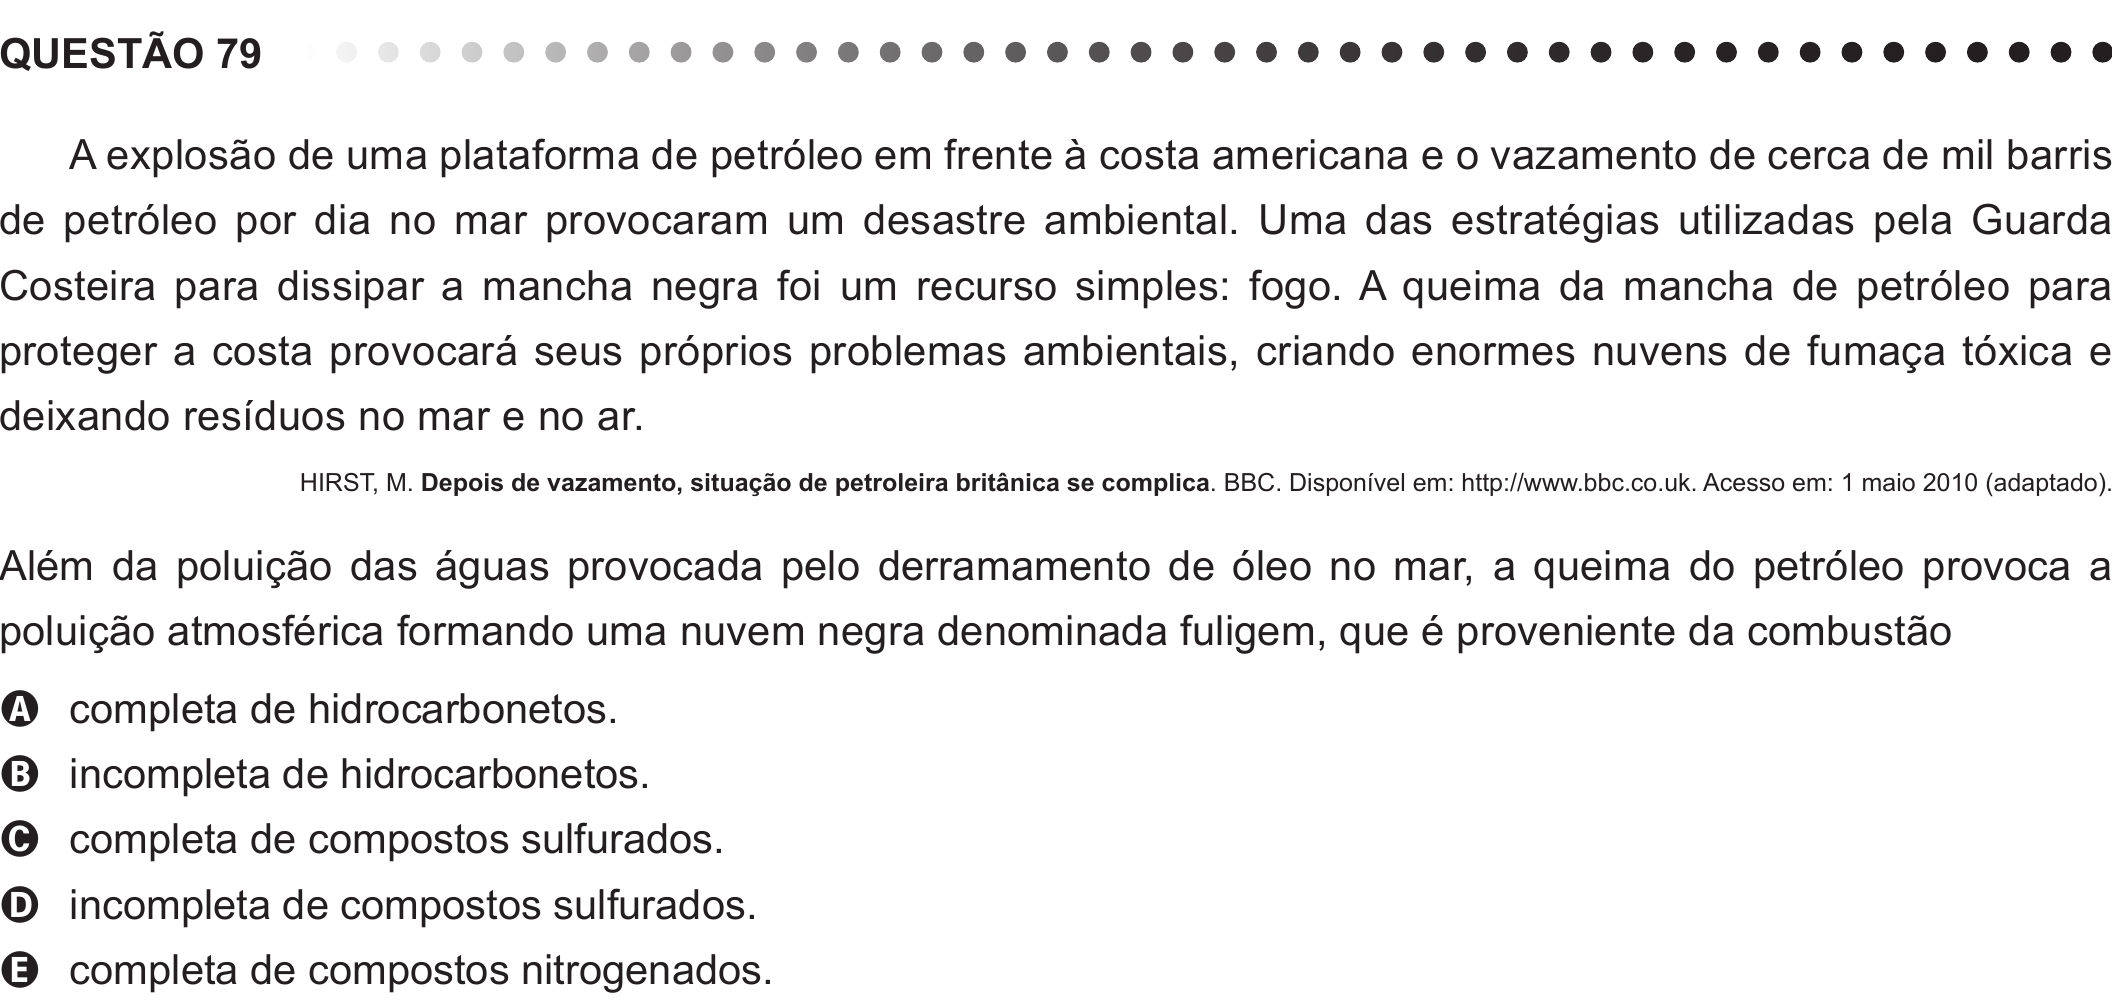 QUESTÃO 79
A explosão de uma plataforma de petróleo em frente à costa americana e o vazamento de cerca de mil barris
de petróleo por dia no mar provocaram um desastre ambiental. Uma das estratégias utilizadas pela Guarda
Costeira para dissipar a mancha negra foi um recurso simples: fogo. A queima da mancha de petróleo para
proteger a costa provocará seus próprios problemas ambientais, criando enormes nuvens de fumaça tóxica e
deixando resíduos no mar e no ar.
HIRST, M. Depois de vazamento, situação de petroleira britânica se complica. BBC. Disponível em: http://www.bbc.co.uk. Acesso em: 1 maio 2010 (adaptado).
Além da poluição das águas provocada pelo derramamento de óleo no mar, a queima do petróleo provoca a
poluição atmosférica formando uma nuvem negra denominada fuligem, que é proveniente da combustão
A completa de hidrocarbonetos.
B incompleta de hidrocarbonetos.
C completa de compostos sulfurados.
D incompleta de compostos sulfurados.
E completa de compostos nitrogenados.